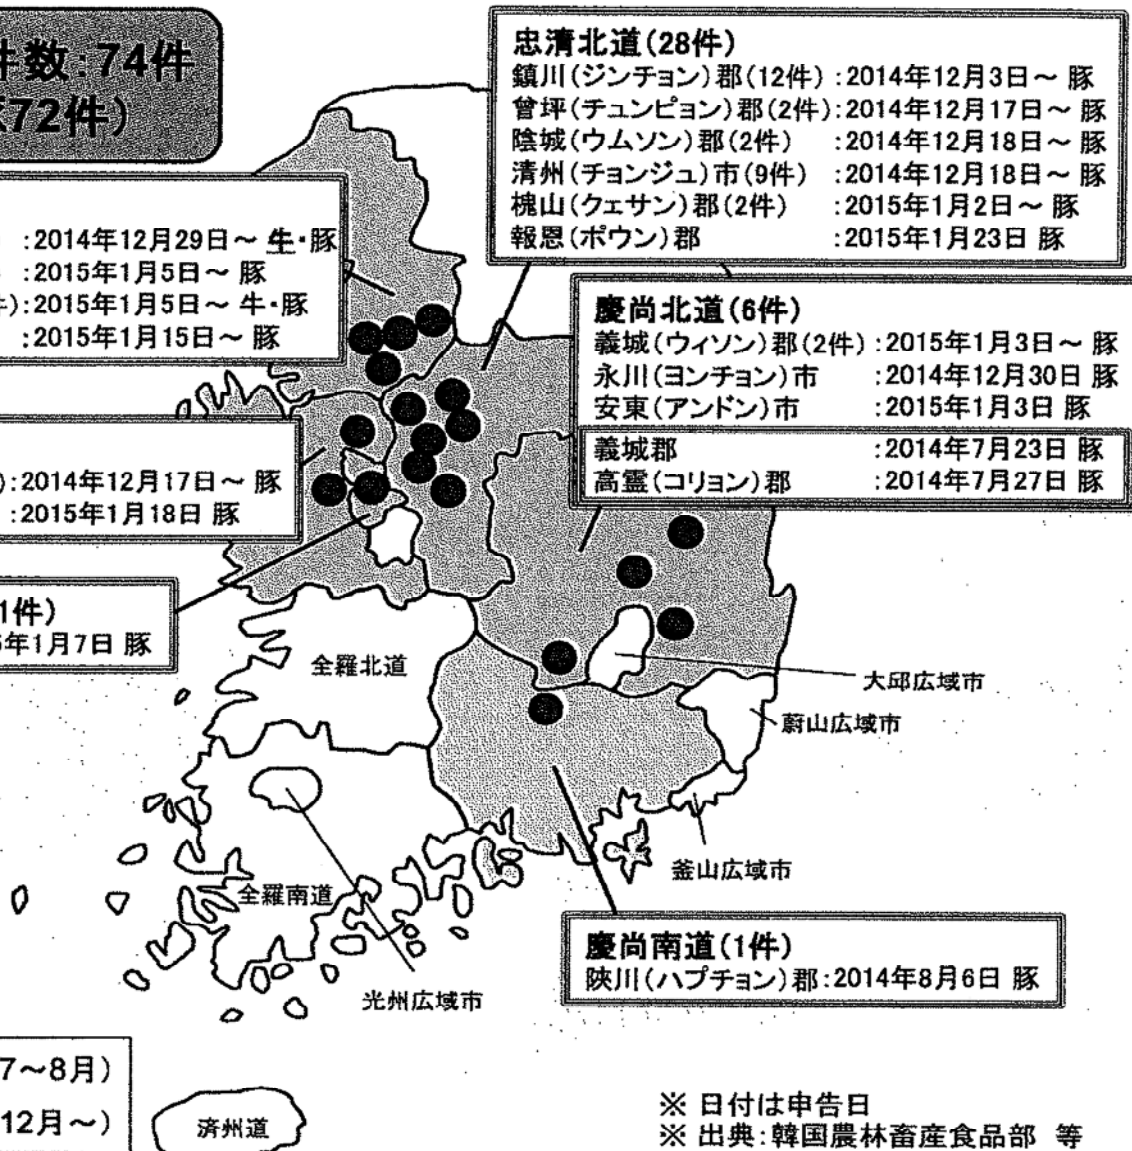 件数:74件
豚72件)
忠清北道(28件)
鎮川(ジンチョン)郡(12件):2014年12月3日~ 豚
曾坪(チュンピョン)郡(2件):2014年12月17日~ 豚
陰城(ウムソン)郡(2件) :2014年12月18日~ 豚
清州(チョンジュ)市(9件) :2014年12月18日~ 豚
槐山(クェサン)郡(2件) :2015年1月2日~ 豚
報恩(ポウン)郡 :2015年1月23日 豚
:2014年12月29日~ 牛・豚
:2015年1月5日~ 豚
件):2015年1月5日~ 牛・豚
:2015年1月15日~ 豚
慶尚北道(6件)
義城(ウィソン)郡(2件):2015年1月3日~ 豚
永川(ヨンチョン)市 :2014年12月30日 豚
安東(アンドン)市 :2015年1月3日 豚
義城郡 :2014年7月23日 豚
高霊(コリョン)郡 :2014年7月27日 豚
):2014年12月17日~ 豚
:2015年1月18日 豚
1件)
5年1月7日 豚
全羅北道
大邱広域市
蔚山広域市
釜山広域市
全羅南道
光州広域市
慶尚南道(1件)
陜川(ハプチョン)郡:2014年8月6日 豚
7~8月)
12月~)
済州道
※ 日付は申告日
※ 出典:韓国農林畜産食品部 等